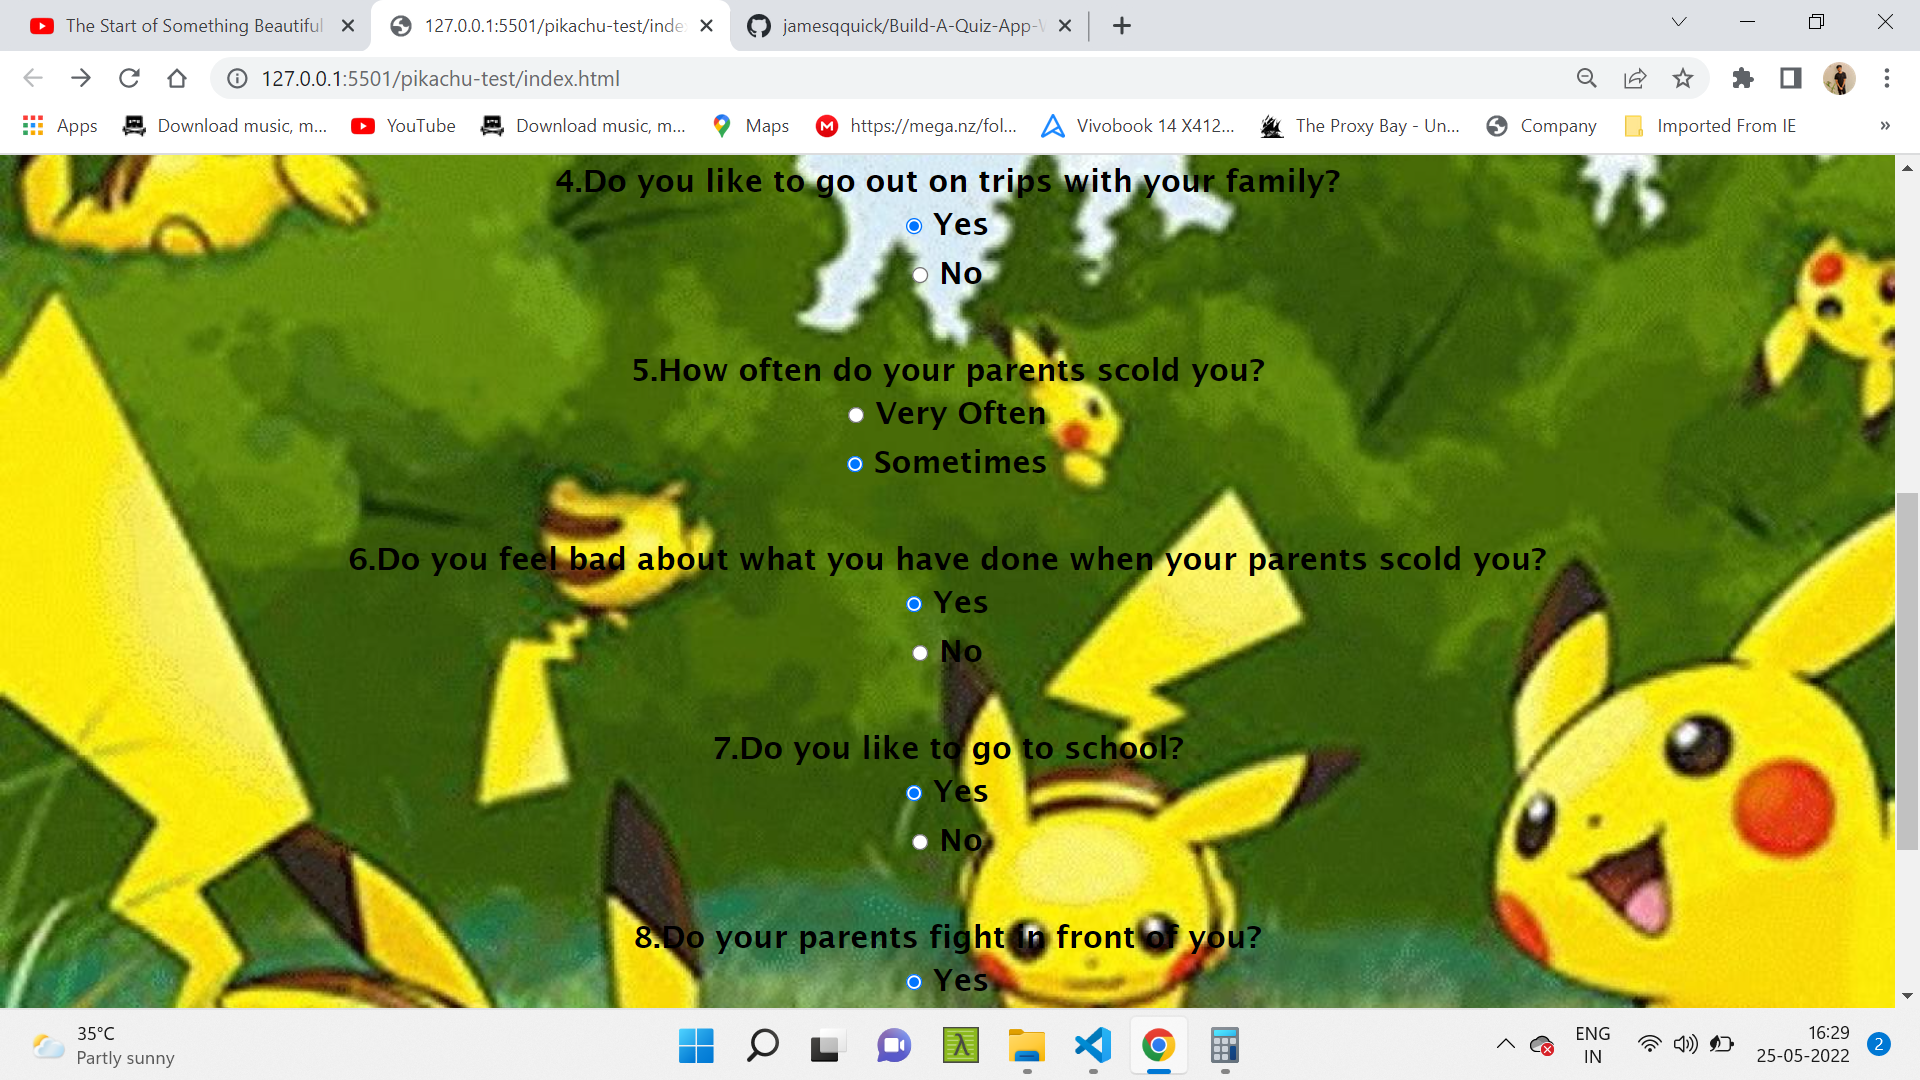 The Start of Something Beautiful
127.0.0.1:5501/pikachu-test/inde
jamesqquick/Build-A-Quiz-App-W
127.0.0.1:5501/pikachu-test/index.html
Apps
Download music, m...
YouTube
Download music, m...
Maps
https://mega.nz/fol...
Vivobook 14 X412...
The Proxy Bay - Un...
Company
Imported From IE
»
4.Do you like to go out on trips with your family?
Yes
No
5.How often do your parents scold you?
Very Often
Sometimes
6.Do you feel bad about what you have done when your parents scold you?
Yes
No
7.Do you like to go to school?
Yes
No
8.Do your parents fight in front of you?
Yes
35°C
Partly sunny
ENG
IN
16:29
25-05-2022
2